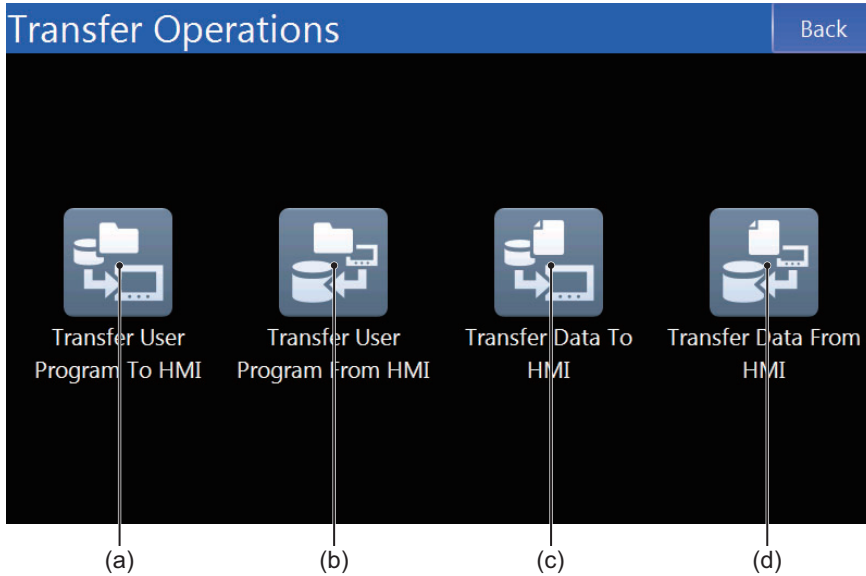 Transfer Operations
Back
Transfer User
Program To HMI
Transfer User
Program From HMI
Transfer Data To
HMI
Transfer Data From
HMI
(a)
(b)
(c)
(d)